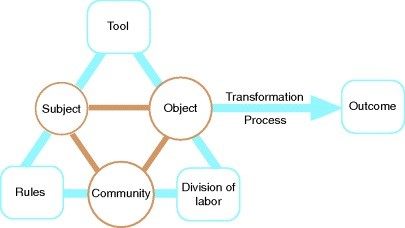 Tool
Subject
Object
Transformation
Process
Outcome
Rules
Community
Division of
labor